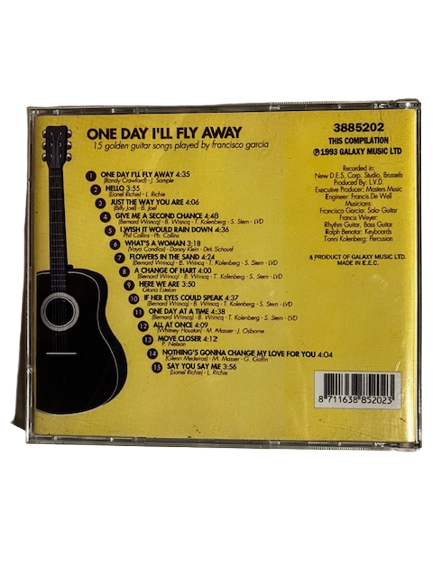 ONE DAY I'LL FLY AWAY
15 golden guitar songs played by francisco garcia
1 ONE DAY I'LL FLY AWAY 4:35
(Randy Crawford) - J. Sample
2 HELLO 3:55
(Lionel Richie) - L. Richie
3 JUST THE WAY YOU ARE 4:06
(Billy Joel) - B. Joel
4 GIVE ME A SECOND CHANCE 4:48
(Bernard Wrincq) - B. Wrincq - T. Kolenberg - S. Stern - LVD
5 I WISH IT WOULD RAIN DOWN 4:36
Phil Collins - Ph. Collins
6 WHAT'S A WOMAN 3:18
(Vaya Condios) - Danny Klein - Dirk Schoufs
7 FLOWERS IN THE SAND 4:24
(Bernard Wrincq) - B. Wrincq - T. Kolenberg - S. Stern - LVD
8 A CHANGE OF HART 4:00
(Bernard Wrincq) - B. Wrincq - T. Kolenberg - S. Stern - LVD
9 HERE WE ARE 3:50
Gloria Estefan
10 IF HER EYES COULD SPEAK 4:37
(Bernard Wrincq) - B. Wrincq - T. Kolenberg - S. Stern - LVD
11 ONE DAY AT A TIME 4:38
(Bernard Wrincq) - B. Wrincq - T. Kolenberg - S. Stern - LVD
12 ALL AT ONCE 4:09
(Whitney Houston) - M. Masser - J. Osborne
13 MOVE CLOSER 4:12
P. Nelson
14 NOTHING'S GONNA CHANGE MY LOVE FOR YOU 4:04
(Glenn Medeiros) - M. Masser - G. Goffin
15 SAY YOU SAY ME 3:56
(Lionel Richie) - L. Richie
3885202
THIS COMPILATION
℗ 1993 GALAXY MUSIC LTD
Recorded in:
New D.E.S. Corp. Studio, Brussels
Produced By: I.V.D.
Executive Producer: Masters Music
Engineer: Francis De Well
Musicians:
Francisco Garcia: Solo Guitar
Francis Weyer:
Rhythm Guitar, Bass Guitar
Ralph Benatar: Keyboards
Tonni Kolenberg: Percusion
A PRODUCT OF GALAXY MUSIC LTD.
MADE IN E.E.C.
8 711638 852023